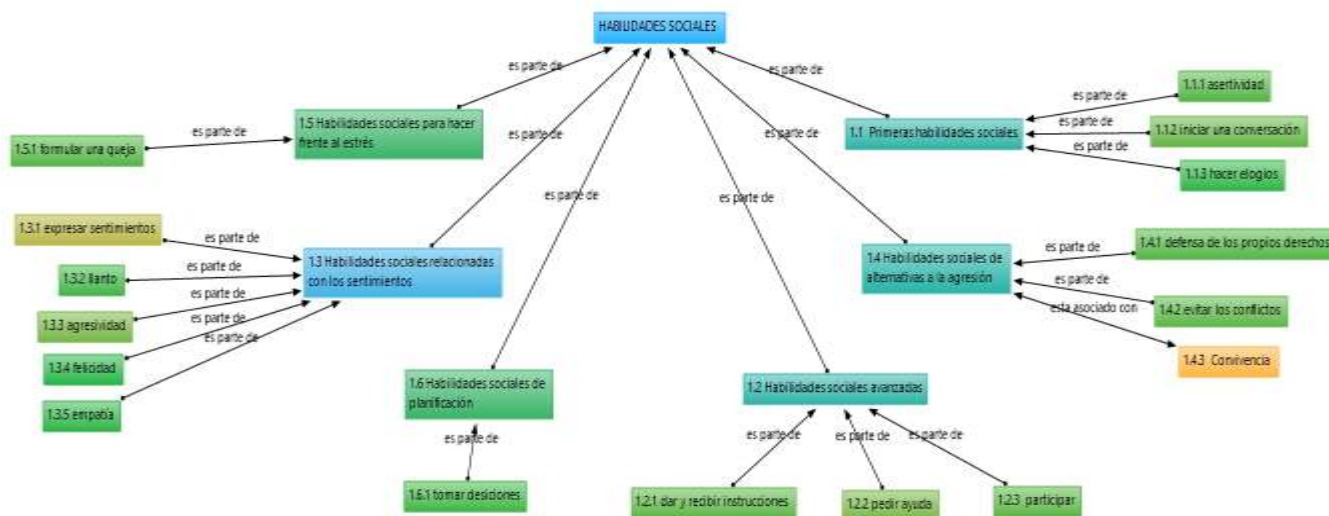 HABILIDADES SOCIALES
es parte de
es parte de
es parte de
es parte de
es parte de
es parte de
1.5 Habilidades sociales para hacer
frente al estrés
es parte de
1.5.1 formular una queja
1.1 Primeras habilidades sociales
es parte de
1.1.1 asertividad
es parte de
1.1.2 iniciar una conversación
es parte de
1.1.3 hacer elogios
1.3 Habilidades sociales relacionadas
con los sentimientos
1.3.1 expresar sentimientos
es parte de
1.3.2 llanto
es parte de
1.3.3 agresividad
es parte de
1.3.4 felicidad
es parte de
1.3.5 empatía
es parte de
1.4 Habilidades sociales de
alternativas a la agresión
es parte de
1.4.1 defensa de los propios derechos
es parte de
1.4.2 evitar los conflictos
esta asociado con
1.4.3 Convivencia
1.6 Habilidades sociales de
planificación
es parte de
1.6.1 tomar desiciones
1.2 Habilidades sociales avanzadas
es parte de
es parte de
es parte de
1.2.1 dar y recibir instrucciones
1.2.2 pedir ayuda
1.2.3 participar